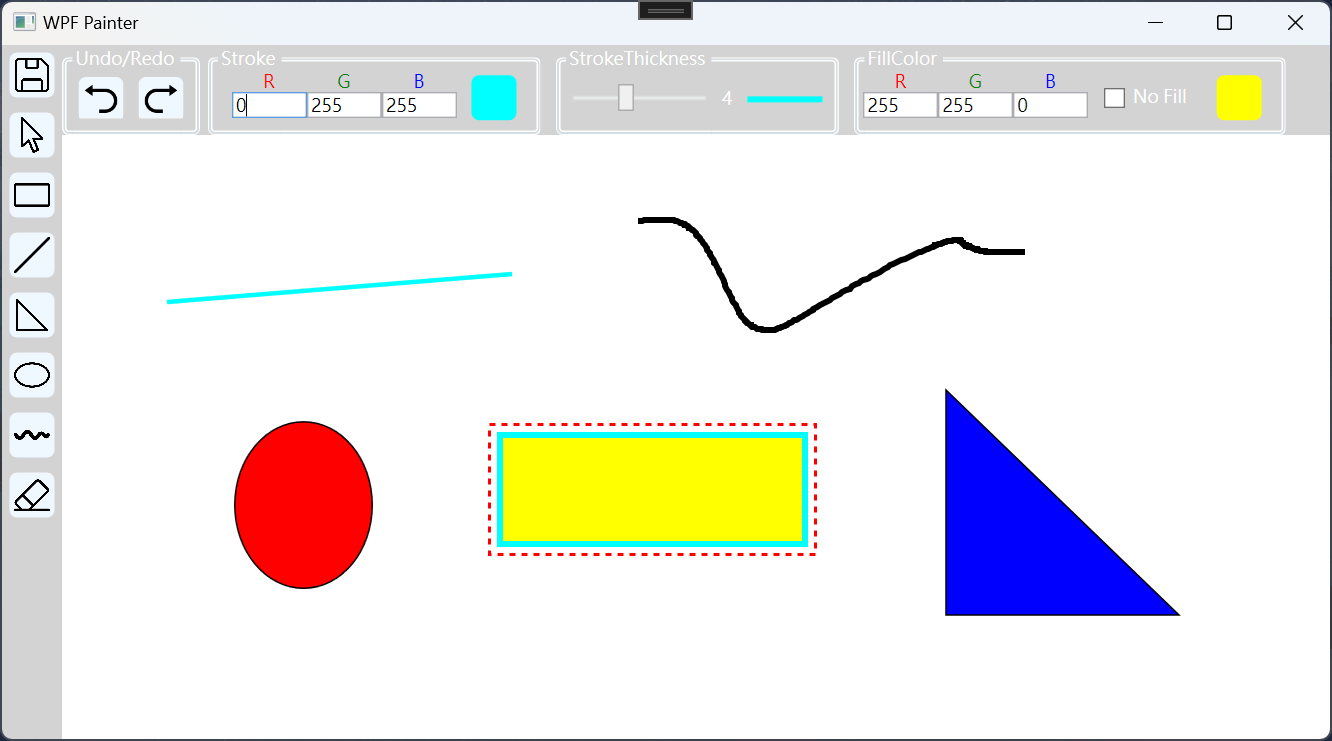 WPF Painter
Undo/Redo
Stroke
R G B
0 255 255
StrokeThickness
4
FillColor
R G B
255 255 0
No Fill